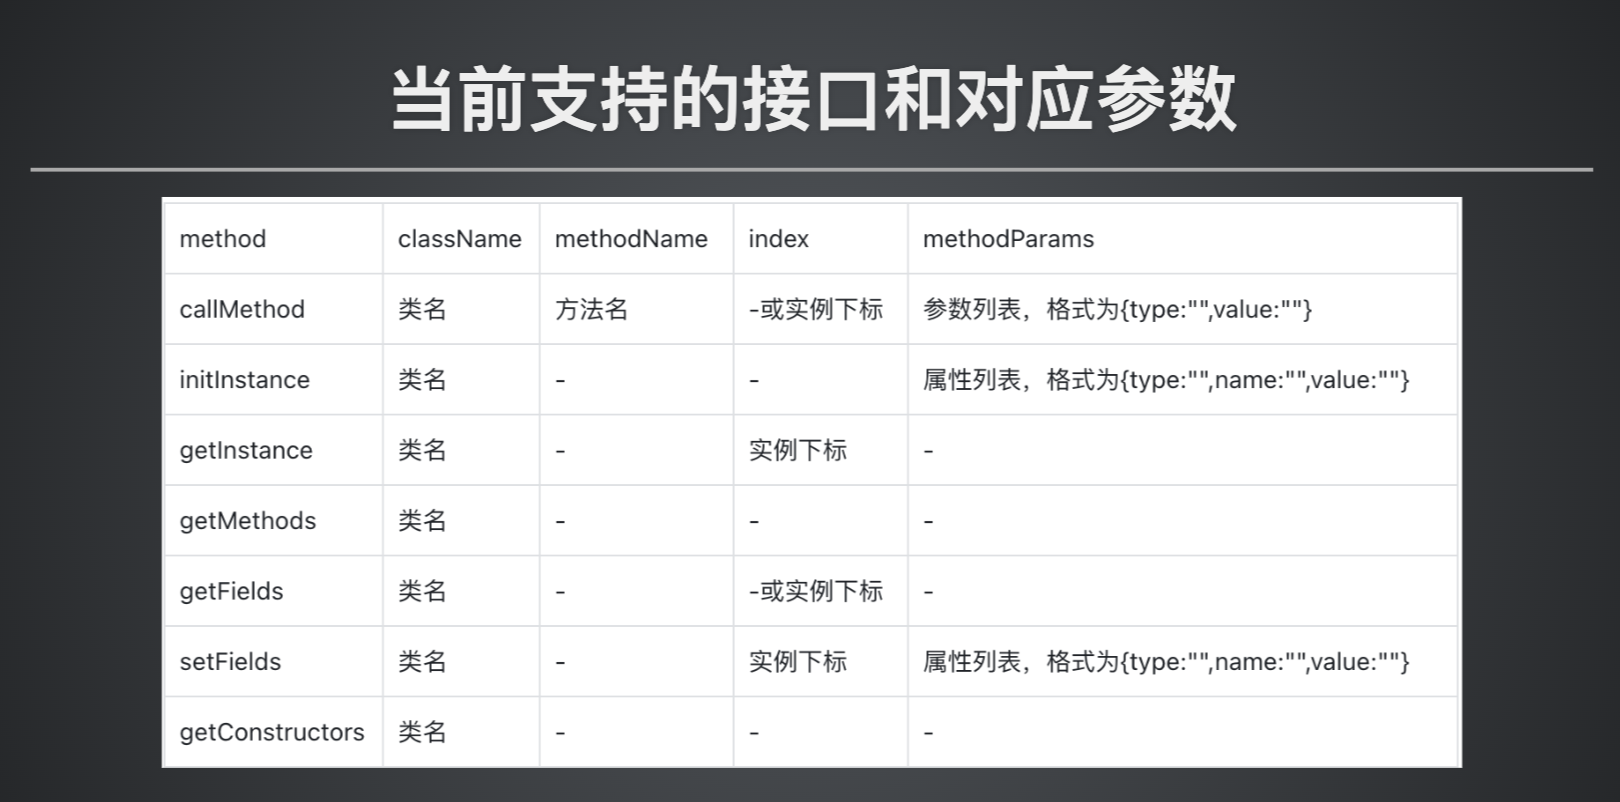 当前支持的接口和对应参数
method className methodName index methodParams
callMethod 类名 方法名 -或实例下标 参数列表，格式为{type:"",value:""}
initInstance 类名 - - 属性列表，格式为{type:"",name:"",value:""}
getInstance 类名 - 实例下标 -
getMethods 类名 - - -
getFields 类名 - -或实例下标 -
setFields 类名 - 实例下标 属性列表，格式为{type:"",name:"",value:""}
getConstructors 类名 - - -